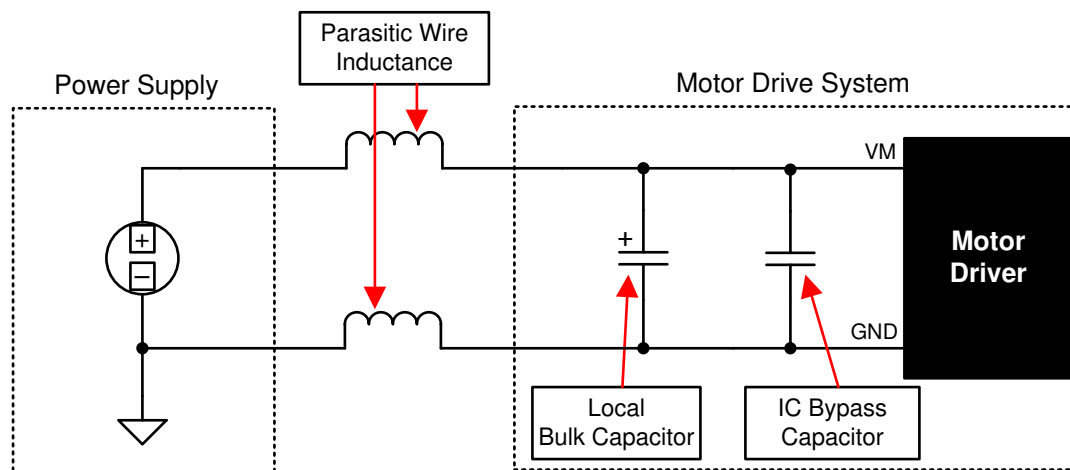 Parasitic Wire
Inductance
Power Supply
Motor Drive System
VM
+
−
+
Motor
Driver
GND
Local
Bulk Capacitor
IC Bypass
Capacitor